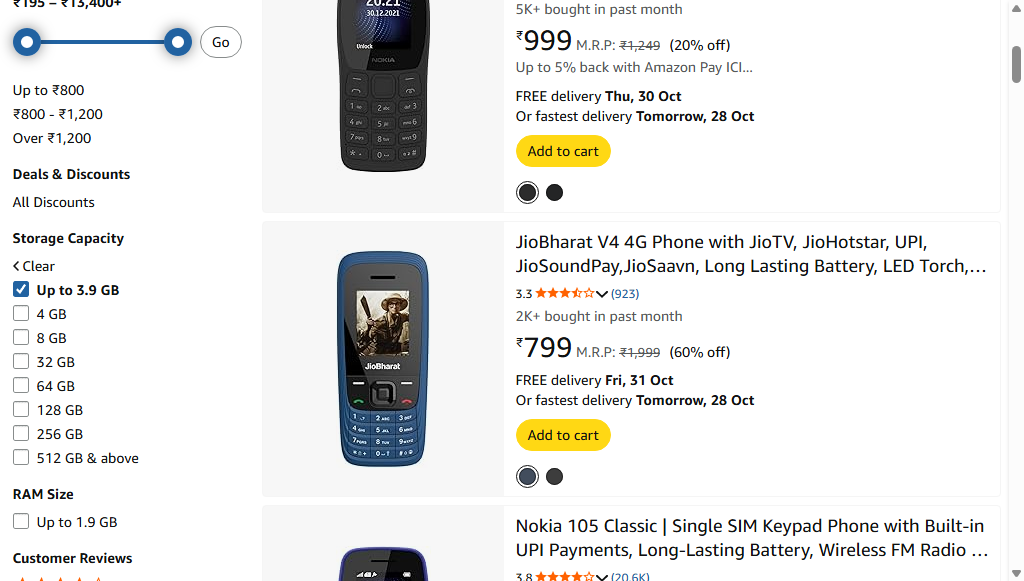 ₹195 – ₹13,400+
Go
Up to ₹800
₹800 - ₹1,200
Over ₹1,200
Deals & Discounts
All Discounts
Storage Capacity
Clear
Up to 3.9 GB
4 GB
8 GB
32 GB
64 GB
128 GB
256 GB
512 GB & above
RAM Size
Up to 1.9 GB
Customer Reviews
20:21
30.12.2021
Unlock
NOKIA
5K+ bought in past month
₹999 M.R.P: ₹1,249 (20% off)
Up to 5% back with Amazon Pay ICI...
FREE delivery Thu, 30 Oct
Or fastest delivery Tomorrow, 28 Oct
Add to cart
JioBharat
JioBharat V4 4G Phone with JioTV, JioHotstar, UPI,
JioSoundPay,JioSaavn, Long Lasting Battery, LED Torch,...
3.3 (923)
2K+ bought in past month
₹799 M.R.P: ₹1,999 (60% off)
FREE delivery Fri, 31 Oct
Or fastest delivery Tomorrow, 28 Oct
Add to cart
Nokia 105 Classic | Single SIM Keypad Phone with Built-in
UPI Payments, Long-Lasting Battery, Wireless FM Radio ...
3.8 (20.6K)